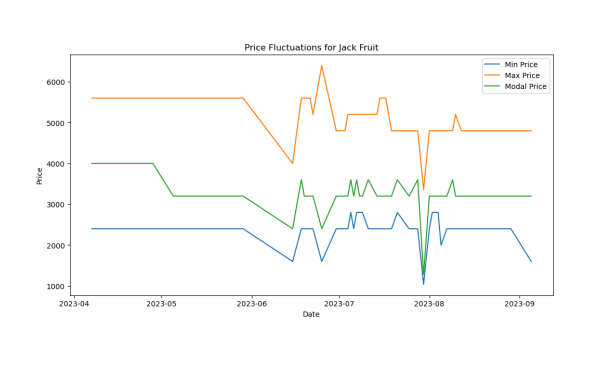 Price Fluctuations for Jack Fruit
Min Price
Max Price
Modal Price
6000
5000
4000
3000
2000
1000
Price
2023-04
2023-05
2023-06
2023-07
2023-08
2023-09
Date